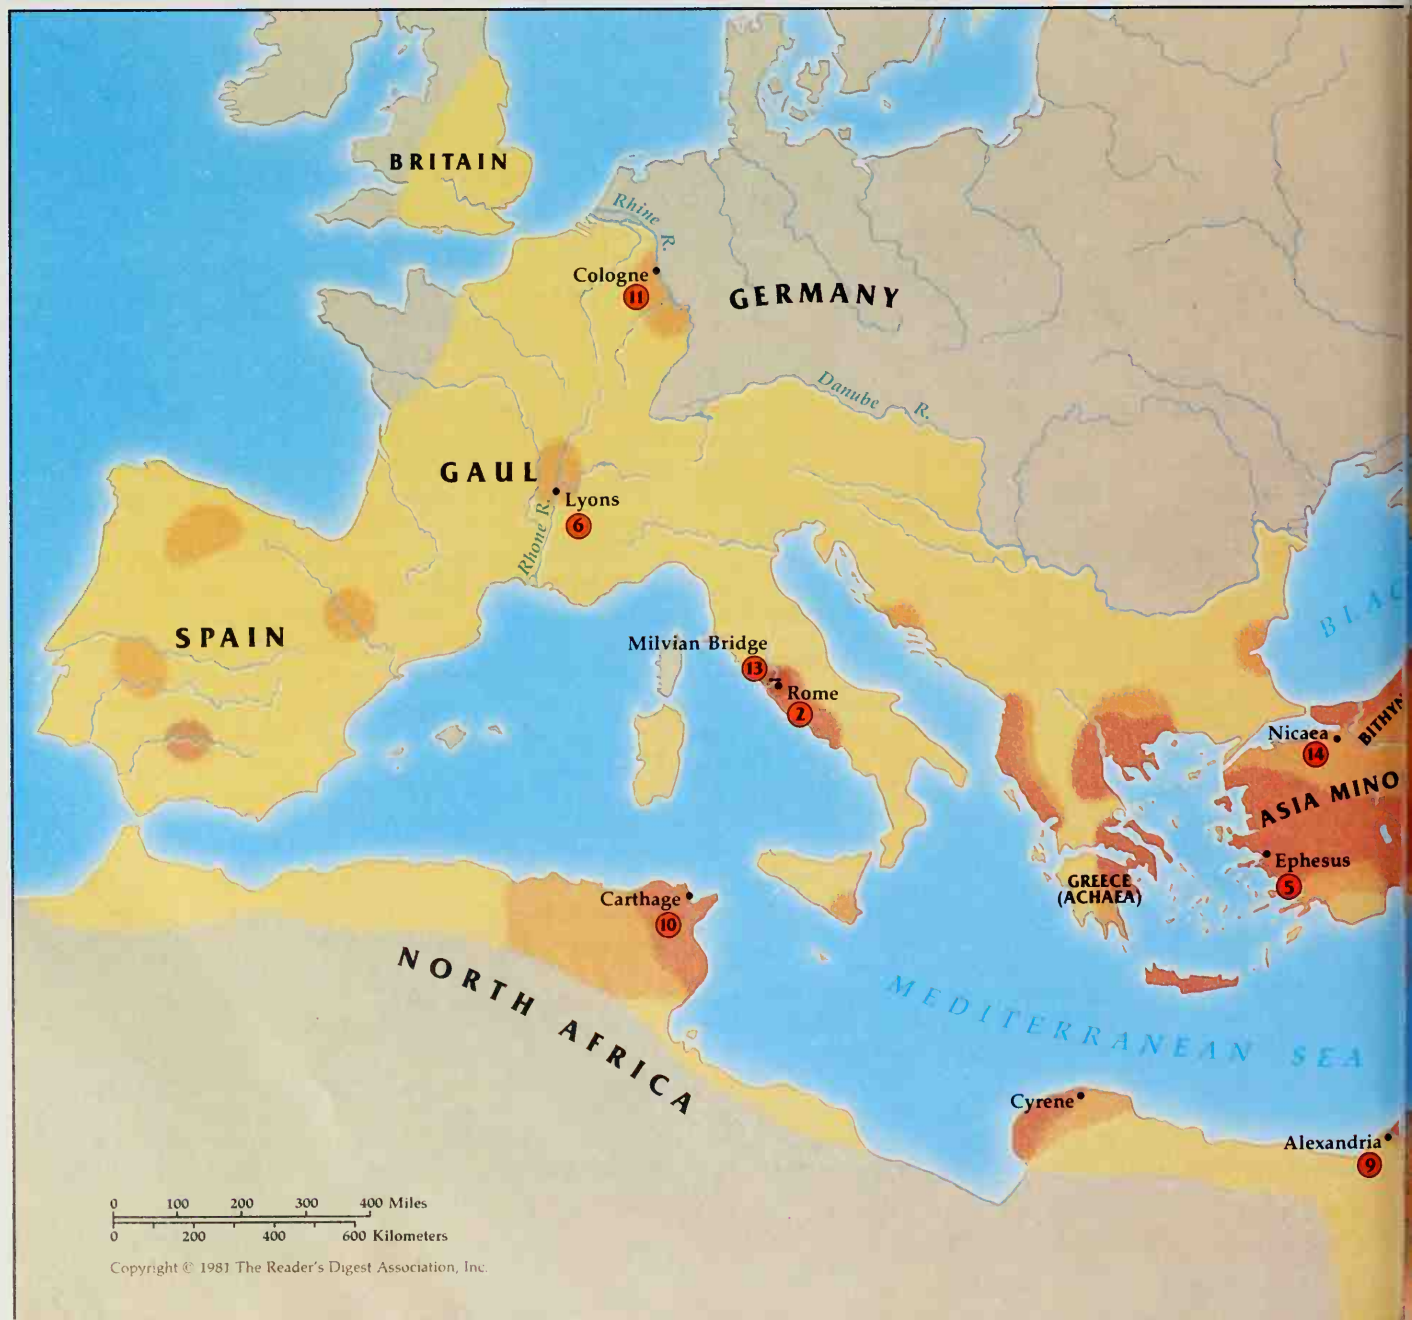 BRITAIN
Rhine R.
Cologne
11
GERMANY
Danube R.
GAUL
Lyons
6
Rhone R.
SPAIN
Milvian Bridge
13
Rome
2
BLAC
Nicaea
14
BITHYN
ASIA MINO
Ephesus
5
GREECE
(ACHAEA)
Carthage
10
NORTH AFRICA
MEDITERRANEAN SEA
Cyrene
Alexandria
9
0 100 200 300 400 Miles
0 200 400 600 Kilometers
Copyright © 1981 The Reader's Digest Association, Inc.